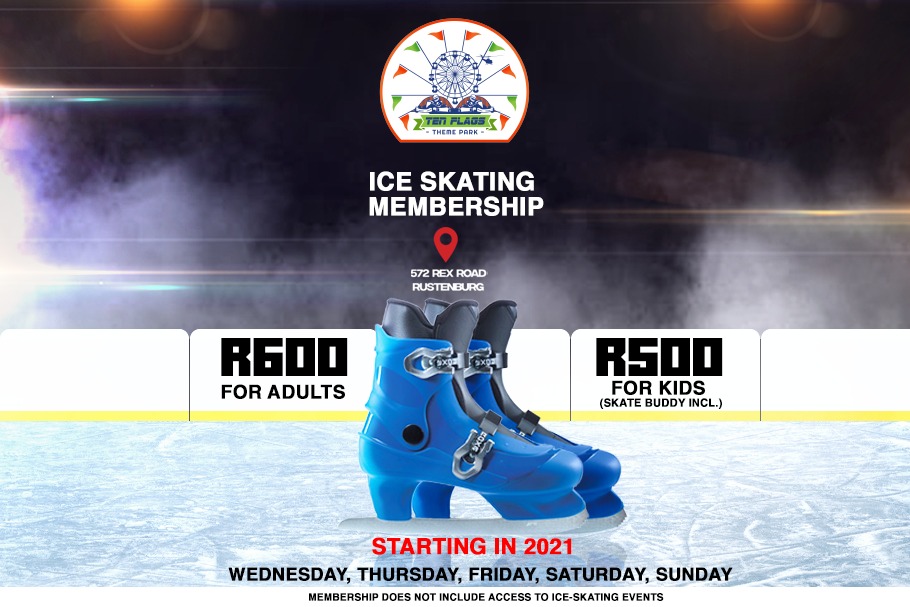 TEN FLAGS
- THEME PARK -
ICE SKATING
MEMBERSHIP
572 REX ROAD
RUSTENBURG
R600
FOR ADULTS
R500
FOR KIDS
(SKATE BUDDY INCL.)
STARTING IN 2021
WEDNESDAY, THURSDAY, FRIDAY, SATURDAY, SUNDAY
MEMBERSHIP DOES NOT INCLUDE ACCESS TO ICE-SKATING EVENTS